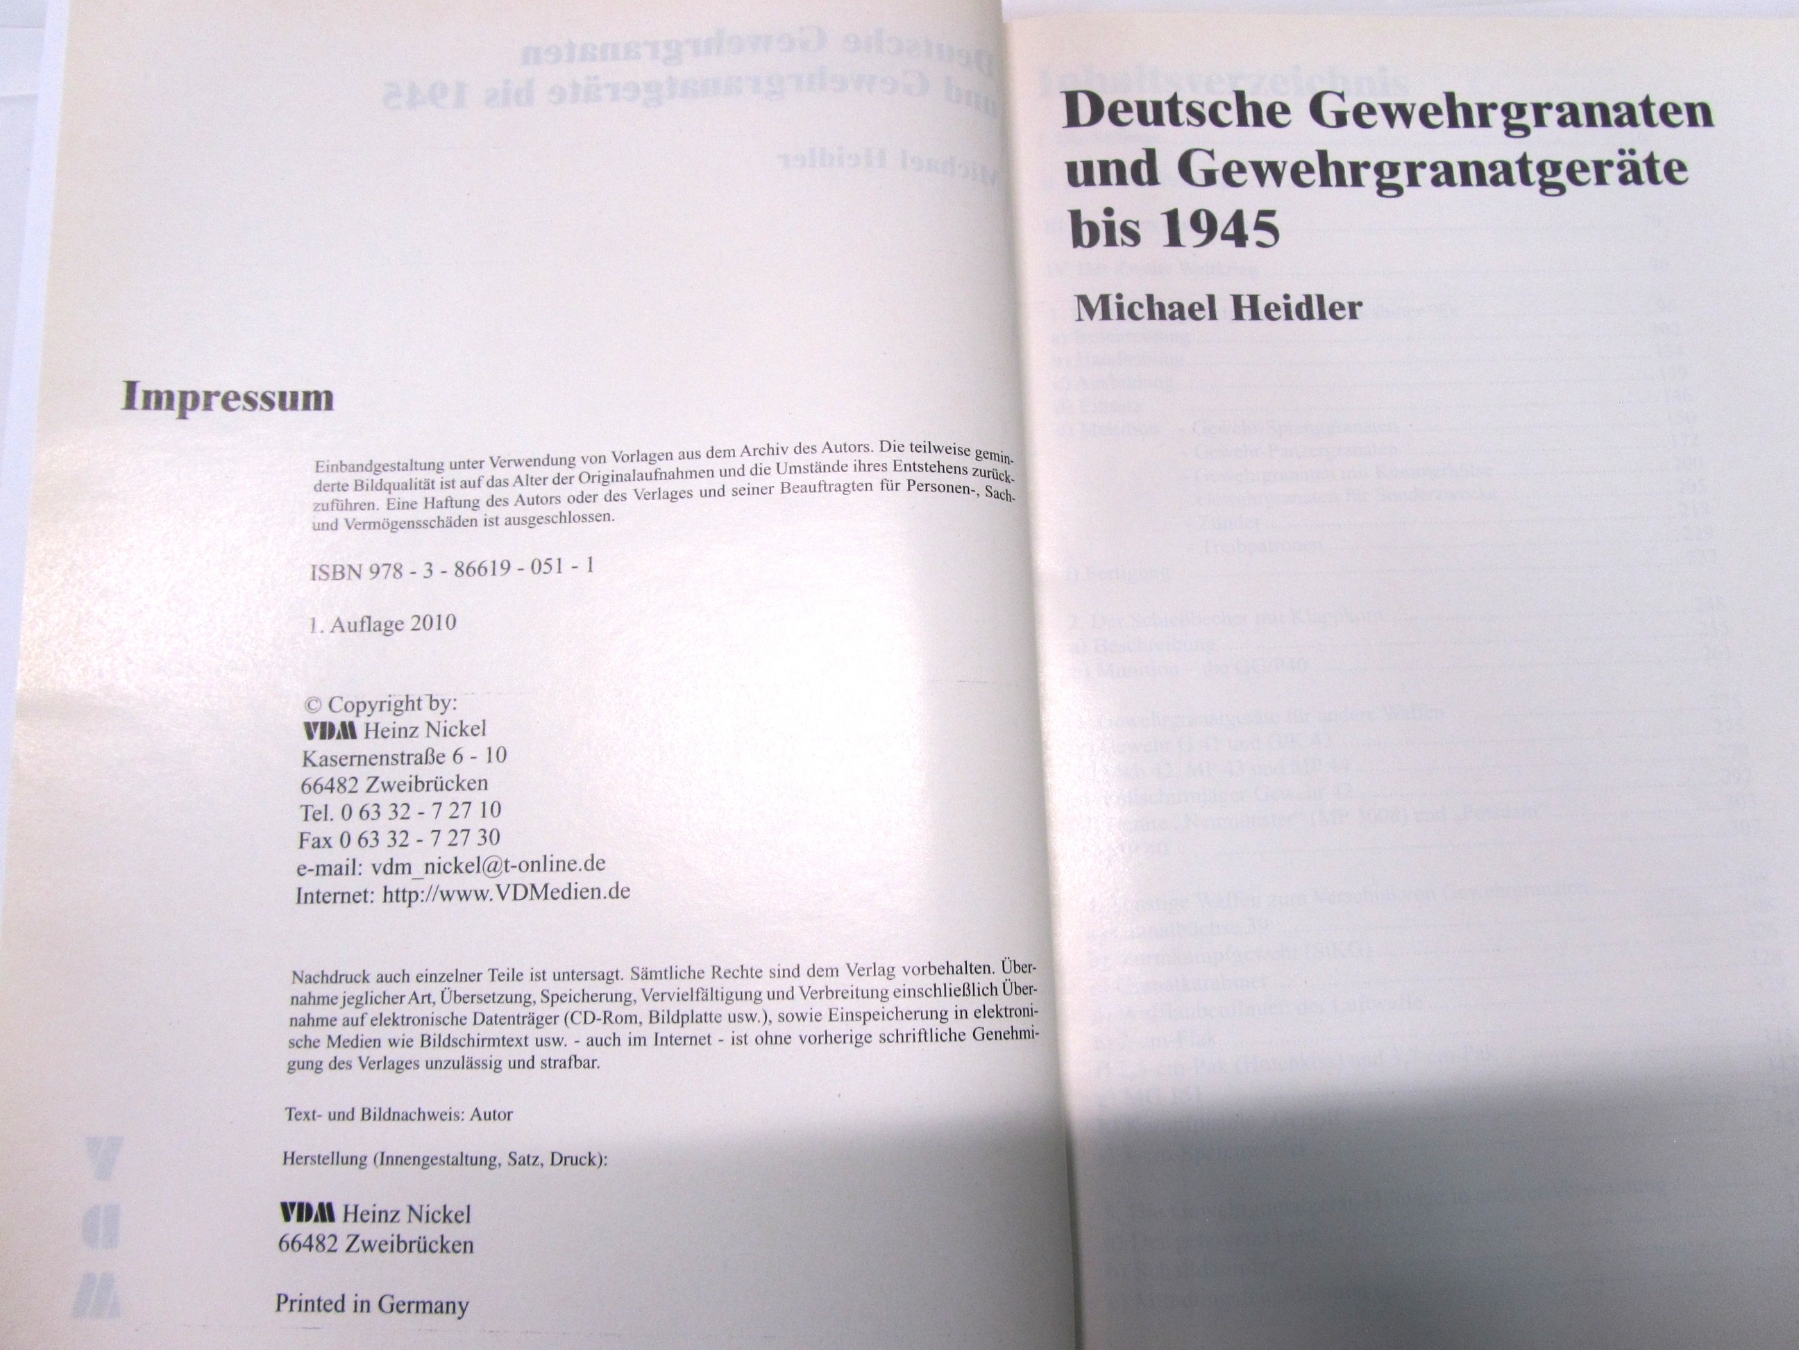 Impressum
Einbandgestaltung unter Verwendung von Vorlagen aus dem Archiv des Autors. Die teilweise gemin-
derte Bildqualität ist auf das Alter der Originalaufnahmen und die Umstände ihres Entstehens zurück-
zuführen. Eine Haftung des Autors oder des Verlages und seiner Beauftragten für Personen-, Sach-
und Vermögensschäden ist ausgeschlossen.
ISBN 978 - 3 - 86619 - 051 - 1
1. Auflage 2010
© Copyright by:
VDM Heinz Nickel
Kasernenstraße 6 - 10
66482 Zweibrücken
Tel. 0 63 32 - 7 27 10
Fax 0 63 32 - 7 27 30
e-mail: vdm_nickel@t-online.de
Internet: http://www.VDMedien.de
Nachdruck auch einzelner Teile ist untersagt. Sämtliche Rechte sind dem Verlag vorbehalten. Über-
nahme jeglicher Art, Übersetzung, Speicherung, Vervielfältigung und Verbreitung einschließlich Über-
nahme auf elektronische Datenträger (CD-Rom, Bildplatte usw.), sowie Einspeicherung in elektroni-
sche Medien wie Bildschirmtext usw. - auch im Internet - ist ohne vorherige schriftliche Genehmi-
gung des Verlages unzulässig und strafbar.
Text- und Bildnachweis: Autor
Herstellung (Innengestaltung, Satz, Druck):
VDM Heinz Nickel
66482 Zweibrücken
Printed in Germany
Deutsche Gewehrgranaten
und Gewehrgranatgeräte
bis 1945
Michael Heidler